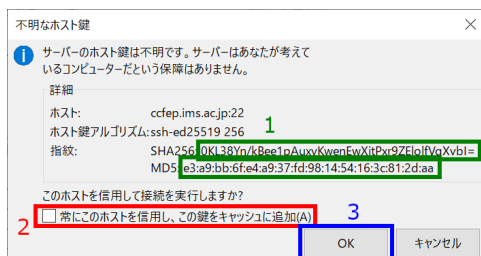 不明なホスト鍵
サーバーのホスト鍵は不明です。サーバーはあなたが考えて
いるコンピューターだという保障はありません。
詳細
ホスト: ccfep.ims.ac.jp:22
ホスト鍵アルゴリズム:ssh-ed25519 256
1
指紋: SHA256:0KL38Yn/kBee1pAuxyKwenEwXitPxr9ZElolfVqXvbI=
MD5:e3:a9:bb:6f:e4:a9:37:fd:98:14:54:16:3c:81:2d:aa
このホストを信用して接続を実行しますか?
2 常にこのホストを信用し、この鍵をキャッシュに追加(A)
3
OK キャンセル